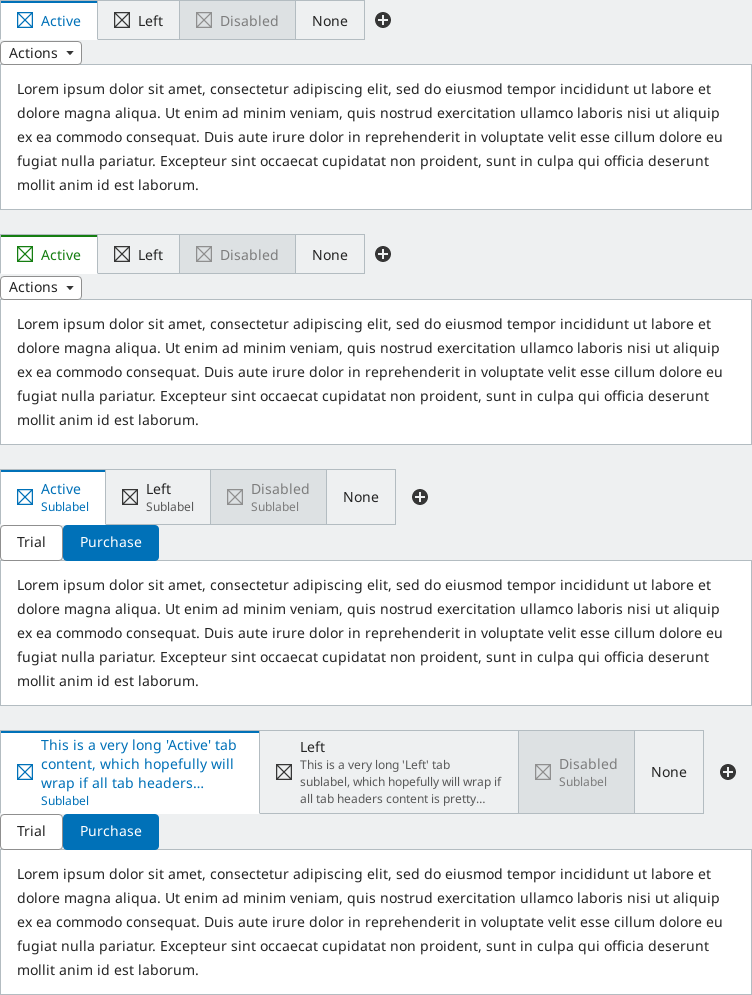 Active Left Disabled None
Actions
Lorem ipsum dolor sit amet, consectetur adipiscing elit, sed do eiusmod tempor incididunt ut labore et
dolore magna aliqua. Ut enim ad minim veniam, quis nostrud exercitation ullamco laboris nisi ut aliquip
ex ea commodo consequat. Duis aute irure dolor in reprehenderit in voluptate velit esse cillum dolore eu
fugiat nulla pariatur. Excepteur sint occaecat cupidatat non proident, sunt in culpa qui officia deserunt
mollit anim id est laborum.
Active Left Disabled None
Actions
Lorem ipsum dolor sit amet, consectetur adipiscing elit, sed do eiusmod tempor incididunt ut labore et
dolore magna aliqua. Ut enim ad minim veniam, quis nostrud exercitation ullamco laboris nisi ut aliquip
ex ea commodo consequat. Duis aute irure dolor in reprehenderit in voluptate velit esse cillum dolore eu
fugiat nulla pariatur. Excepteur sint occaecat cupidatat non proident, sunt in culpa qui officia deserunt
mollit anim id est laborum.
Active
Sublabel
Left
Sublabel
Disabled
Sublabel
None
Trial Purchase
Lorem ipsum dolor sit amet, consectetur adipiscing elit, sed do eiusmod tempor incididunt ut labore et
dolore magna aliqua. Ut enim ad minim veniam, quis nostrud exercitation ullamco laboris nisi ut aliquip
ex ea commodo consequat. Duis aute irure dolor in reprehenderit in voluptate velit esse cillum dolore eu
fugiat nulla pariatur. Excepteur sint occaecat cupidatat non proident, sunt in culpa qui officia deserunt
mollit anim id est laborum.
This is a very long 'Active' tab
content, which hopefully will
wrap if all tab headers…
Sublabel
Left
This is a very long 'Left' tab
sublabel, which hopefully will wrap if
all tab headers content is pretty…
Disabled
Sublabel
None
Trial Purchase
Lorem ipsum dolor sit amet, consectetur adipiscing elit, sed do eiusmod tempor incididunt ut labore et
dolore magna aliqua. Ut enim ad minim veniam, quis nostrud exercitation ullamco laboris nisi ut aliquip
ex ea commodo consequat. Duis aute irure dolor in reprehenderit in voluptate velit esse cillum dolore eu
fugiat nulla pariatur. Excepteur sint occaecat cupidatat non proident, sunt in culpa qui officia deserunt
mollit anim id est laborum.